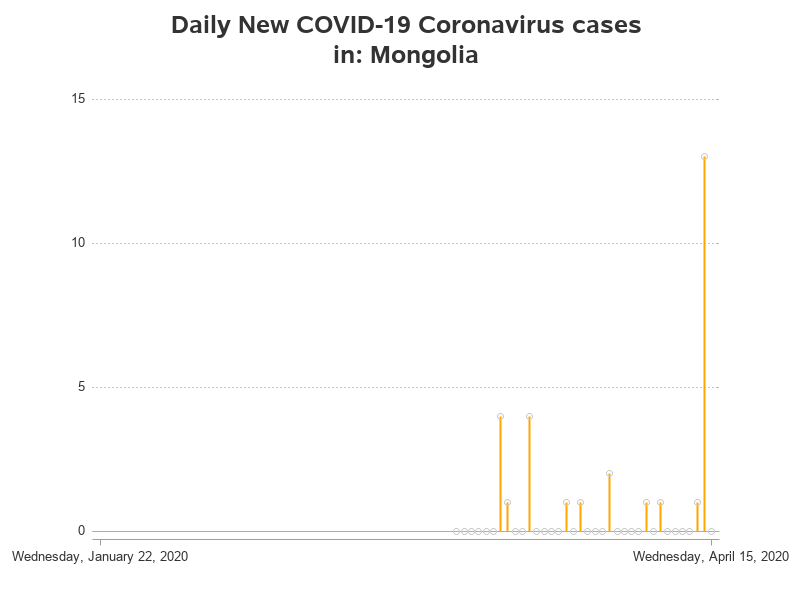 Daily New COVID-19 Coronavirus cases
in: Mongolia
15
10
5
0
Wednesday, January 22, 2020
Wednesday, April 15, 2020